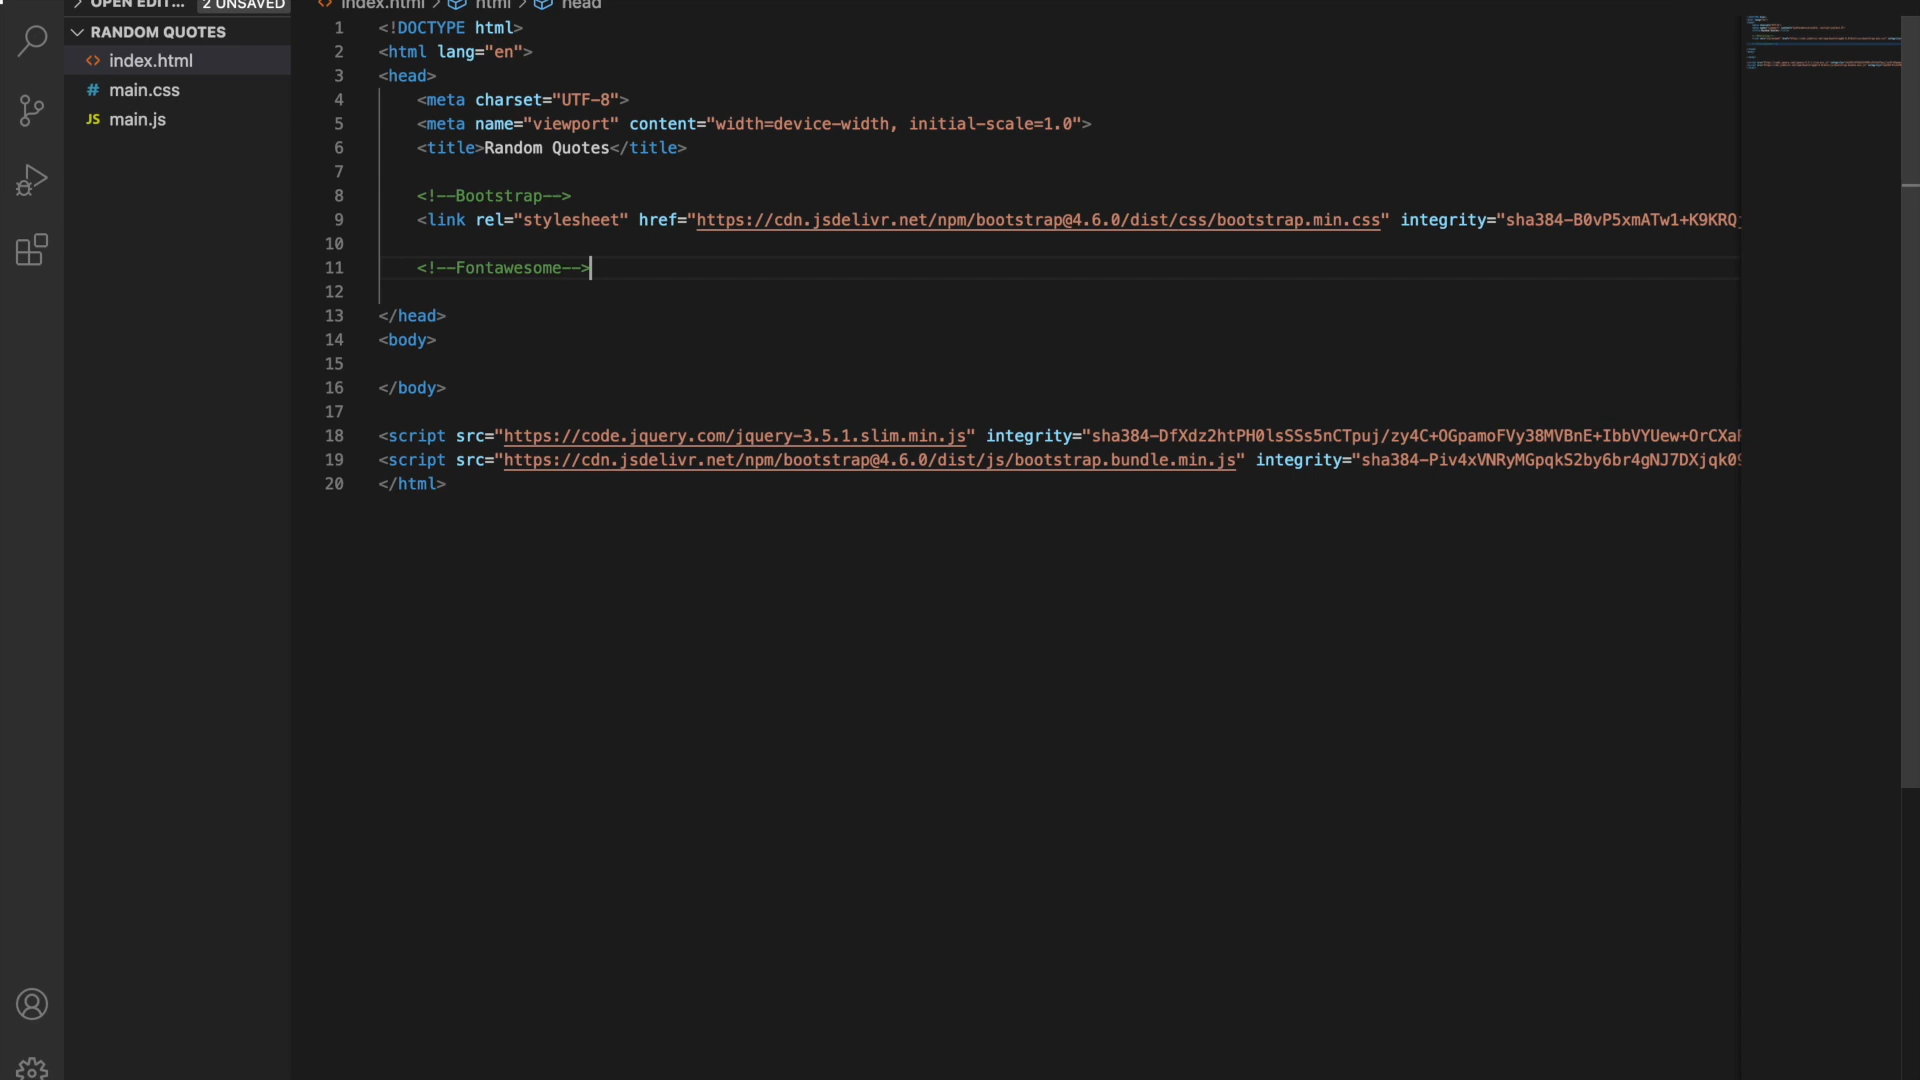 OPEN EDIT... 2 UNSAVED
index.html > html > head
RANDOM QUOTES
<> index.html
# main.css
JS main.js
1 <!DOCTYPE html>
2 <html lang="en">
3 <head>
4 <meta charset="UTF-8">
5 <meta name="viewport" content="width=device-width, initial-scale=1.0">
6 <title>Random Quotes</title>
7
8 <!--Bootstrap-->
9 <link rel="stylesheet" href="https://cdn.jsdelivr.net/npm/bootstrap@4.6.0/dist/css/bootstrap.min.css" integrity="sha384-B0vP5xmATw1+K9KRQj
10
11 <!--Fontawesome-->
12
13 </head>
14 <body>
15
16 </body>
17
18 <script src="https://code.jquery.com/jquery-3.5.1.slim.min.js" integrity="sha384-DfXdz2htPH0lsSSs5nCTpuj/zy4C+OGpamoFVy38MVBnE+IbbVYUew+OrCXaR
19 <script src="https://cdn.jsdelivr.net/npm/bootstrap@4.6.0/dist/js/bootstrap.bundle.min.js" integrity="sha384-Piv4xVNRyMGpqkS2by6br4gNJ7DXjqk09
20 </html>